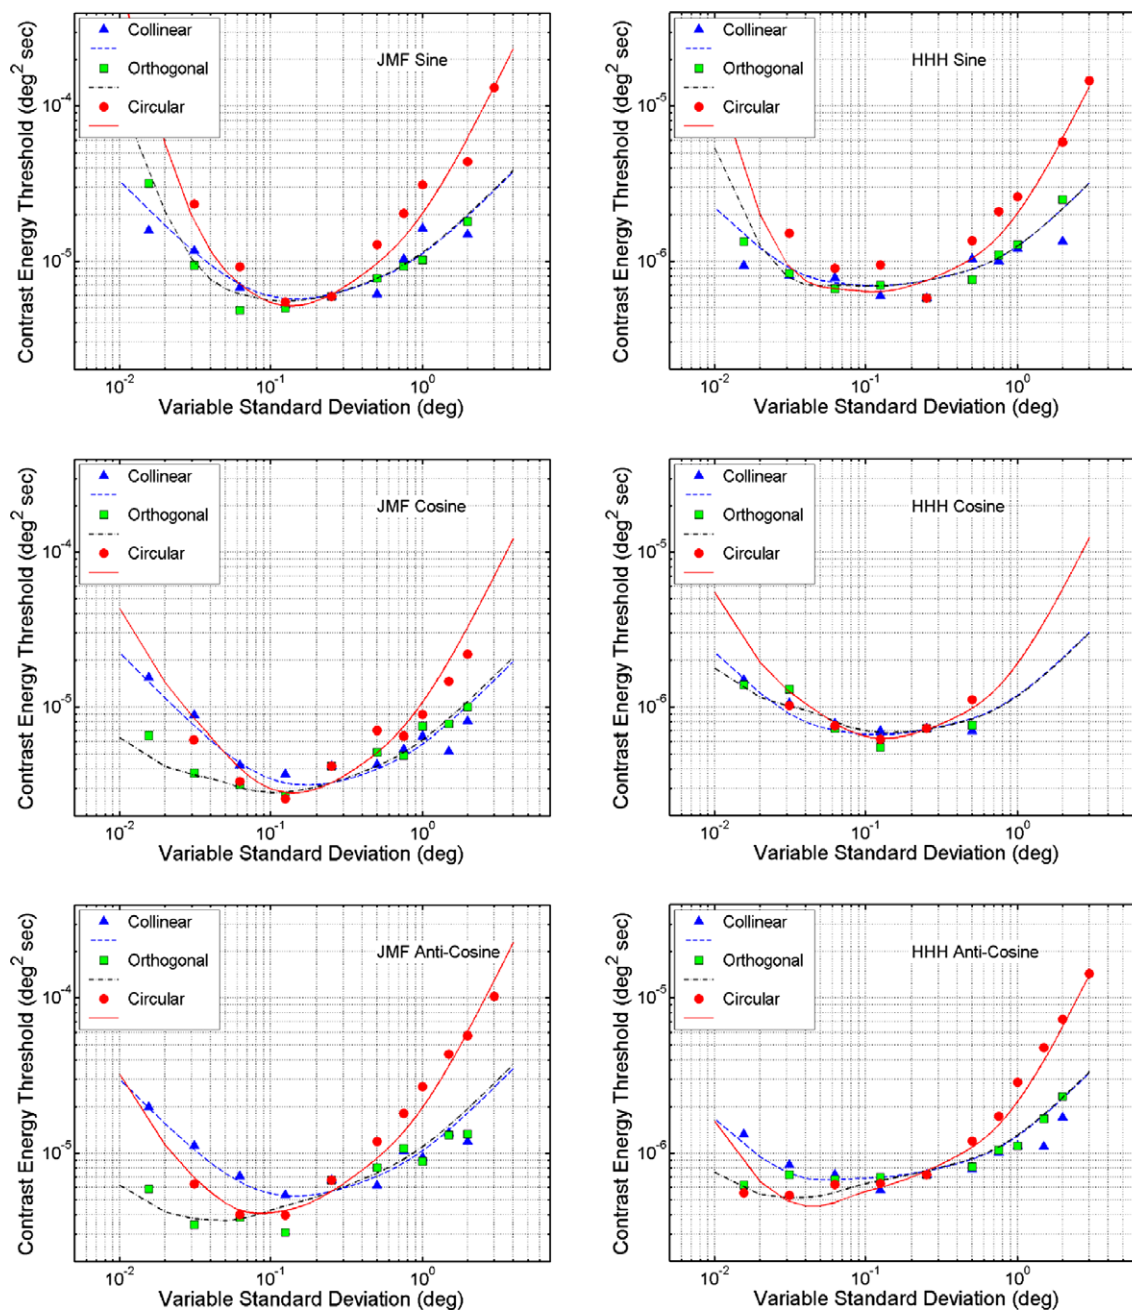 Contrast Energy Threshold (deg² sec)
Collinear
Orthogonal
Circular
JMF Sine
10⁻⁴
10⁻⁵
10⁻² 10⁻¹ 10⁰
Variable Standard Deviation (deg)
Contrast Energy Threshold (deg² sec)
Collinear
Orthogonal
Circular
HHH Sine
10⁻⁵
10⁻⁶
10⁻² 10⁻¹ 10⁰
Variable Standard Deviation (deg)
Contrast Energy Threshold (deg² sec)
Collinear
Orthogonal
Circular
JMF Cosine
10⁻⁴
10⁻⁵
10⁻² 10⁻¹ 10⁰
Variable Standard Deviation (deg)
Contrast Energy Threshold (deg² sec)
Collinear
Orthogonal
Circular
HHH Cosine
10⁻⁵
10⁻⁶
10⁻² 10⁻¹ 10⁰
Variable Standard Deviation (deg)
Contrast Energy Threshold (deg² sec)
Collinear
Orthogonal
Circular
JMF Anti-Cosine
10⁻⁴
10⁻⁵
10⁻² 10⁻¹ 10⁰
Variable Standard Deviation (deg)
Contrast Energy Threshold (deg² sec)
Collinear
Orthogonal
Circular
HHH Anti-Cosine
10⁻⁵
10⁻⁶
10⁻² 10⁻¹ 10⁰
Variable Standard Deviation (deg)